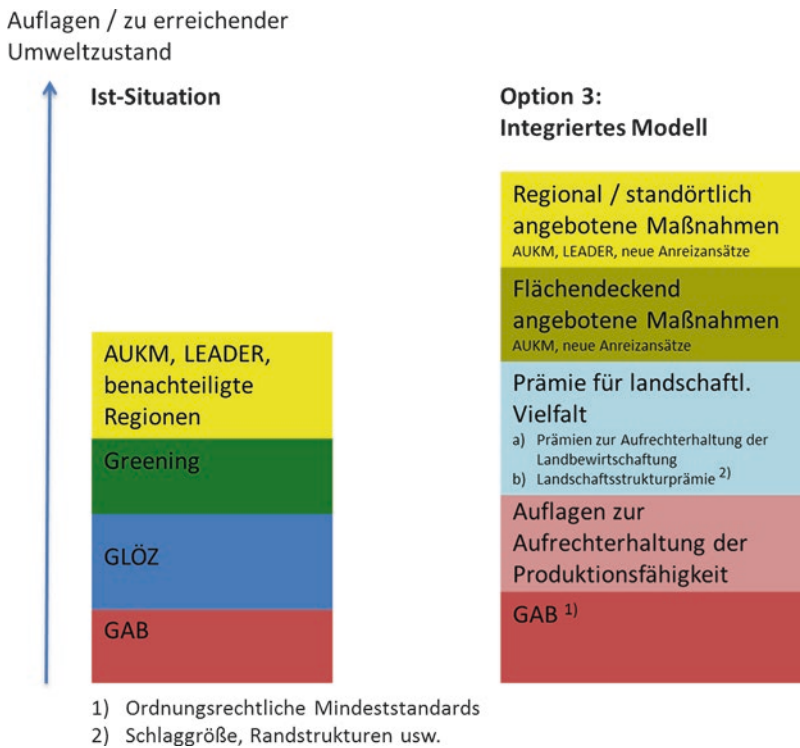 Auflagen / zu erreichender
Umweltzustand
Ist-Situation
AUKM, LEADER,
benachteiligte
Regionen
Greening
GLÖZ
GAB
Option 3:
Integriertes Modell
Regional / standörtlich
angebotene Maßnahmen
AUKM, LEADER, neue Anreizansätze
Flächendeckend
angebotene Maßnahmen
AUKM, neue Anreizansätze
Prämie für landschaftl.
Vielfalt
a) Prämien zur Aufrechterhaltung der
Landbewirtschaftung
b) Landschaftsstrukturprämie 2)
Auflagen zur
Aufrechterhaltung der
Produktionsfähigkeit
GAB 1)
1) Ordnungsrechtliche Mindeststandards
2) Schlaggröße, Randstrukturen usw.